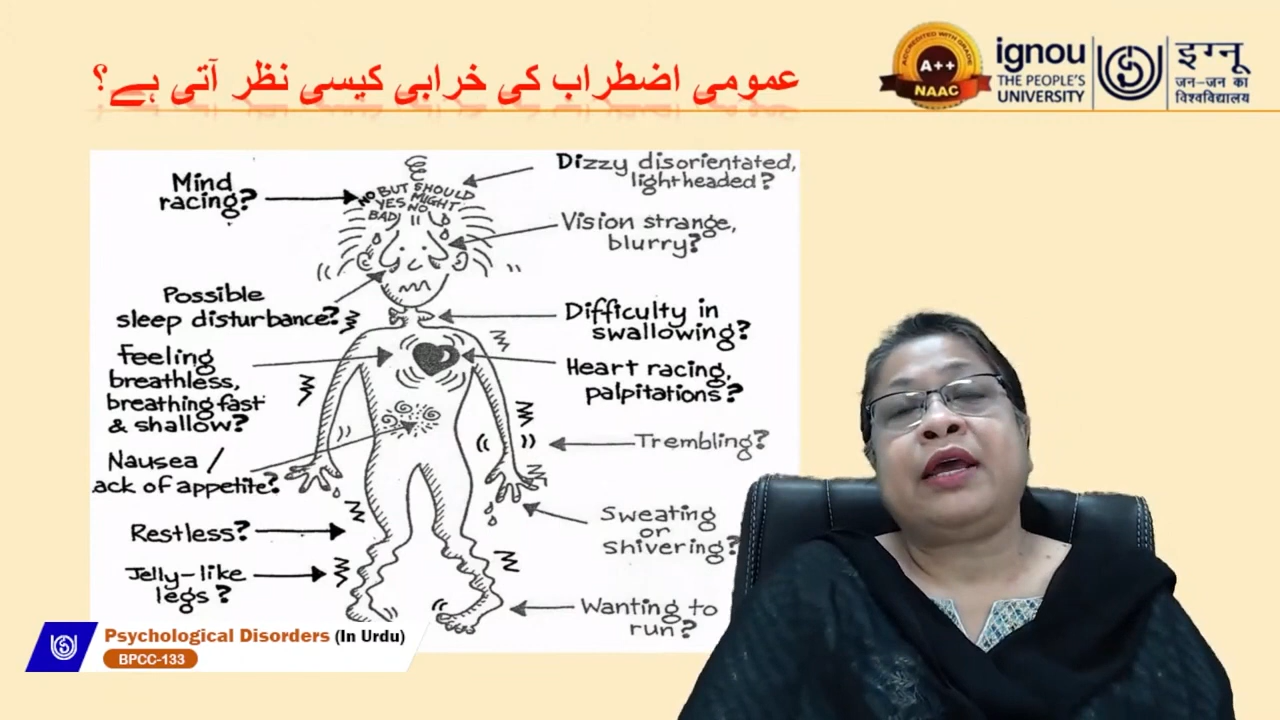 عمومی اضطراب کی خرابی کیسی نظر آتی ہے؟
ACCREDITED WITH GRADE
A++
NAAC
ignou
THE PEOPLE'S
UNIVERSITY
इग्नू
जन-जन का
विश्वविद्यालय
Mind
racing?
NO BUT SHOULD
YES MIGHT
BAD NO
Dizzy disorientated,
lightheaded?
Vision strange,
blurry?
Possible
sleep disturbance?
Difficulty in
swallowing?
Feeling
breathless,
breathing fast
& shallow?
Heart racing,
palpitations?
Trembling?
Nausea /
ack of appetite?
Sweating
or
shivering?
Restless?
Jelly-like
legs?
Wanting to
run?
Psychological Disorders (In Urdu)
BPCC-133